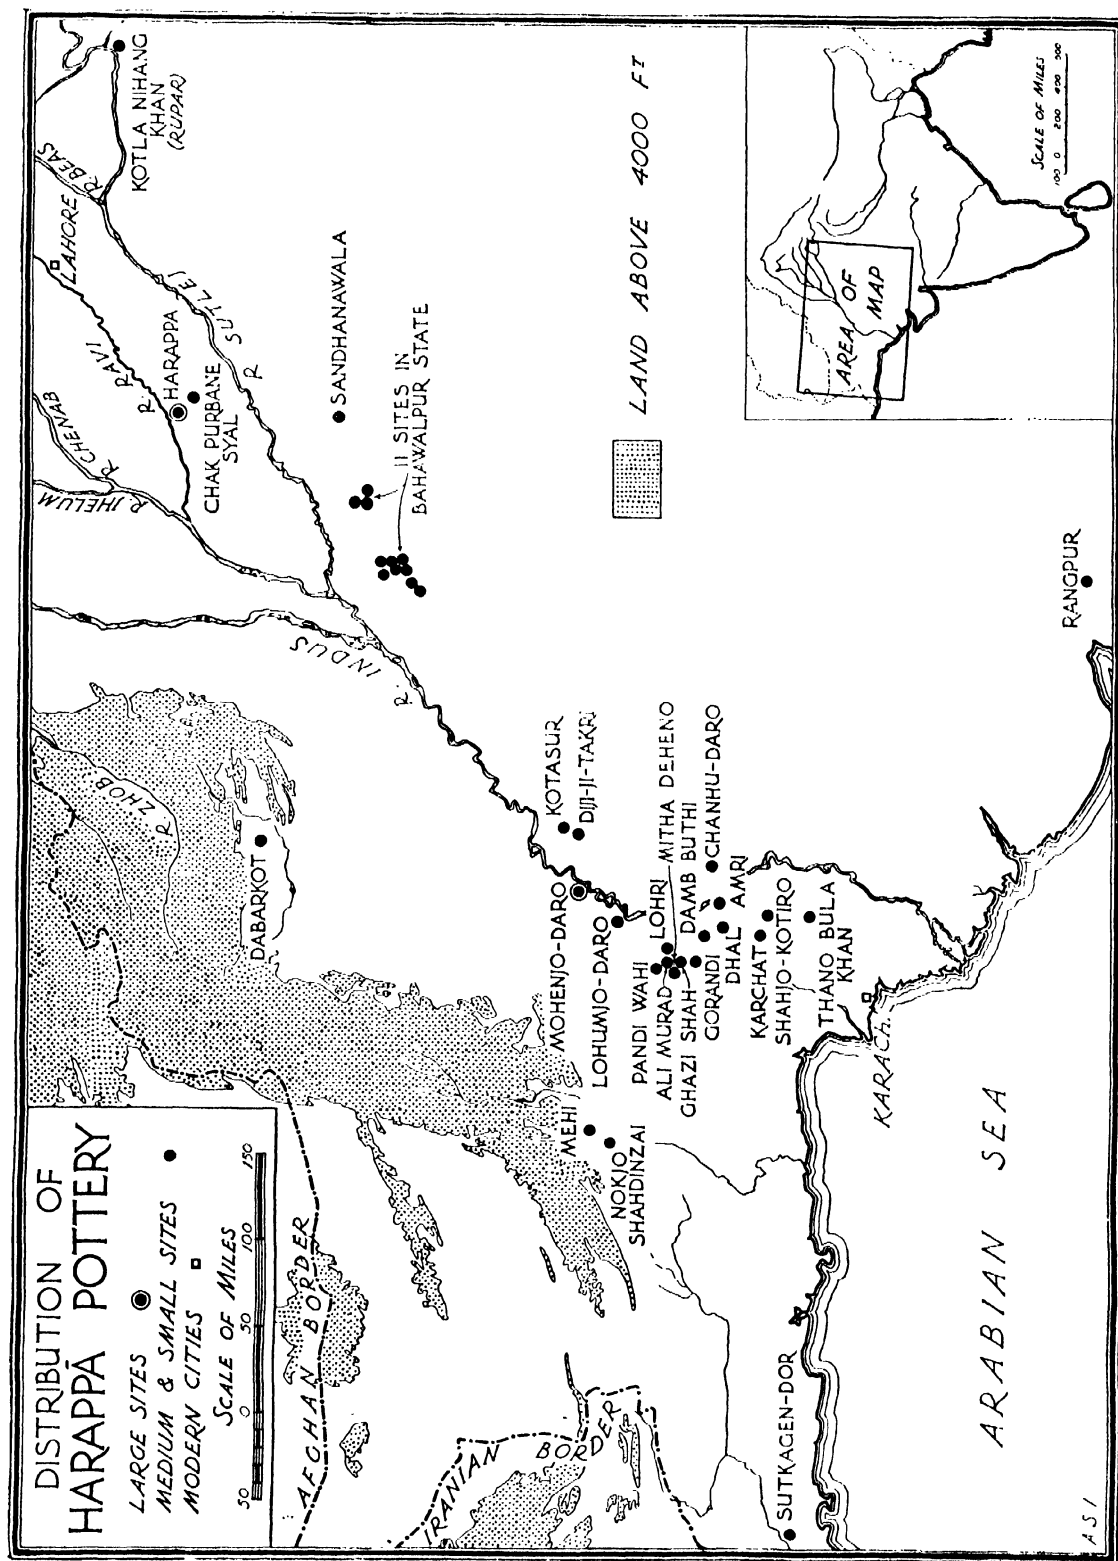 DISTRIBUTION OF
HARAPPĀ POTTERY
LARGE SITES
MEDIUM & SMALL SITES
MODERN CITIES
SCALE OF MILES
50 0 50 100 150
AFGHAN BORDER
IRANIAN BORDER
R. ZHOB
DABARKOT
R. INDUS
R. JHELUM
R. CHENAB
R. RAVI
LAHORE
R. BEAS
R. SUTLEJ
KOTLA NIHANG
KHAN
(RUPAR)
HARAPPA
CHAK PURBANE
SYAL
SANDHANAWALA
11 SITES IN
BAHAWALPUR STATE
LAND ABOVE 4000 FT
KOTASUR
DIJI-JI-TAKRI
MOHENJO-DARO
LOHUMJO-DARO
MEHI
NOKJO
SHAHDINZAI
PANDI WAHI
LOHRI
ALI MURAD
MITHA DEHENO
GHAZI SHAH
DAMB BUTHI
GORANDI
CHANHU-DARO
DHAL
AMRI
KARCHAT
SHAHJO-KOTIRO
THANO BULA
KHAN
KARACHI
SUTKAGEN-DOR
RANGPUR
ARABIAN SEA
AREA
OF
MAP
SCALE OF MILES
100 0 200 400 500
A S I